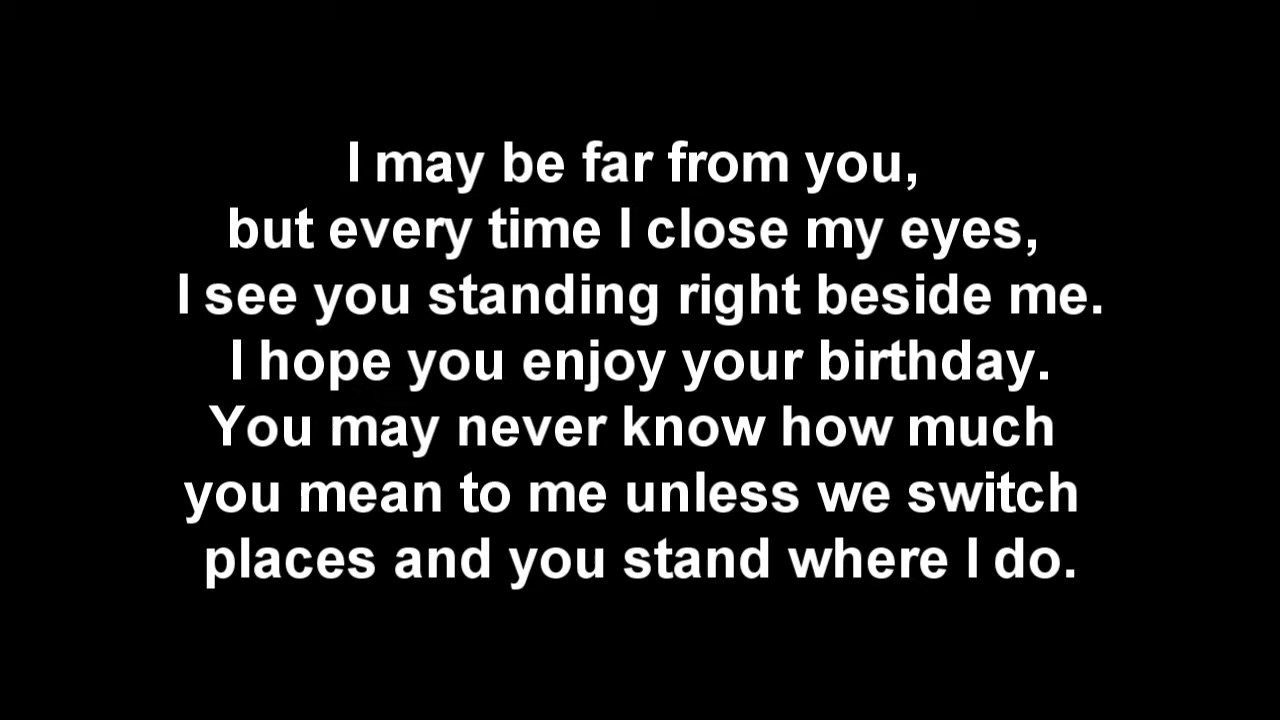 I may be far from you,
but every time I close my eyes,
I see you standing right beside me.
I hope you enjoy your birthday.
You may never know how much
you mean to me unless we switch
places and you stand where I do.